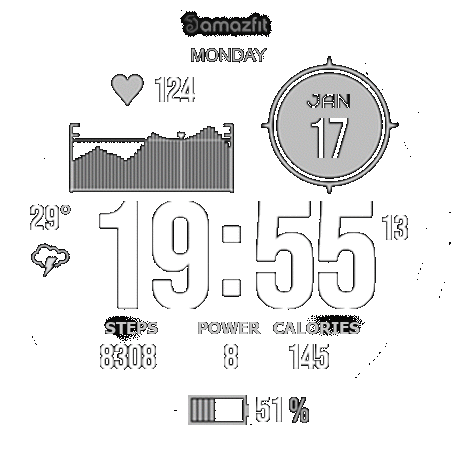 amazfit
MONDAY
124
JAN
17
29°
19:55
13
STEPS POWER CALORIES
8308 8 145
51%